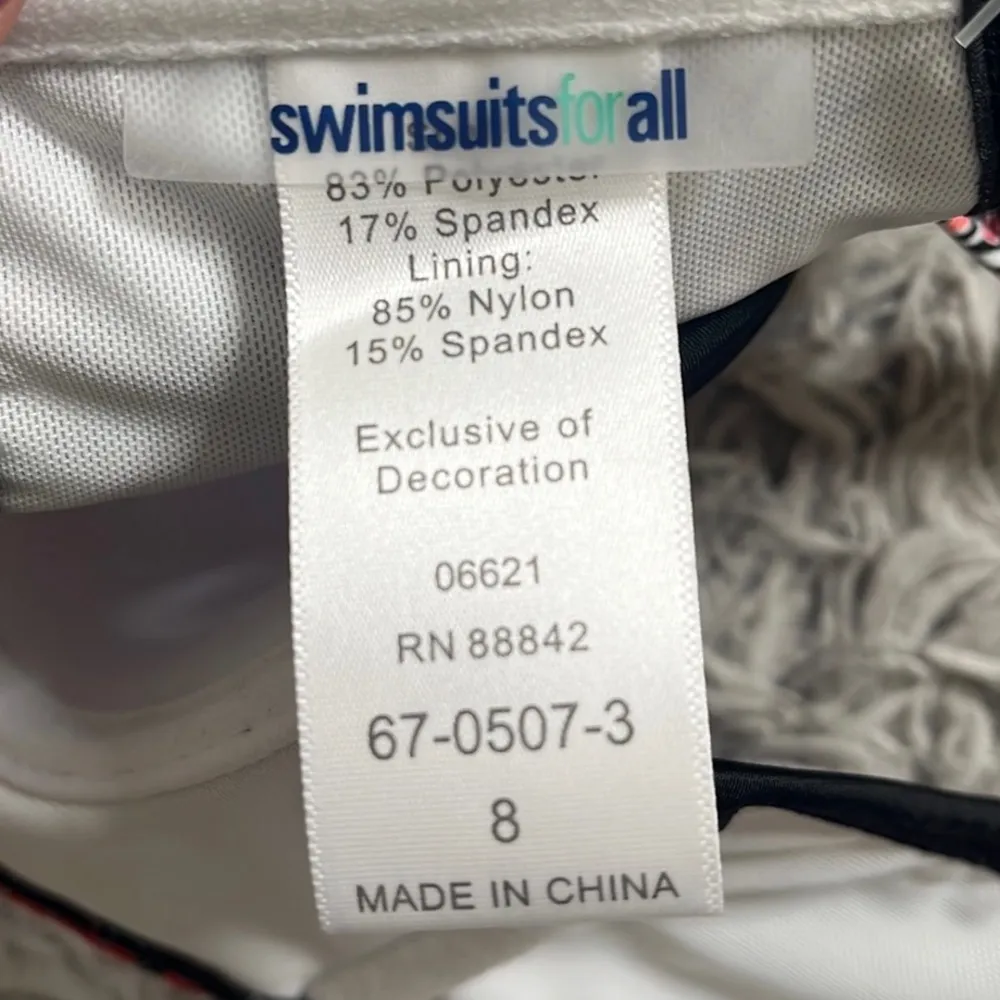 swimsuitsforall
83% Polyester
17% Spandex
Lining:
85% Nylon
15% Spandex
Exclusive of
Decoration
06621
RN 88842
67-0507-3
8
MADE IN CHINA